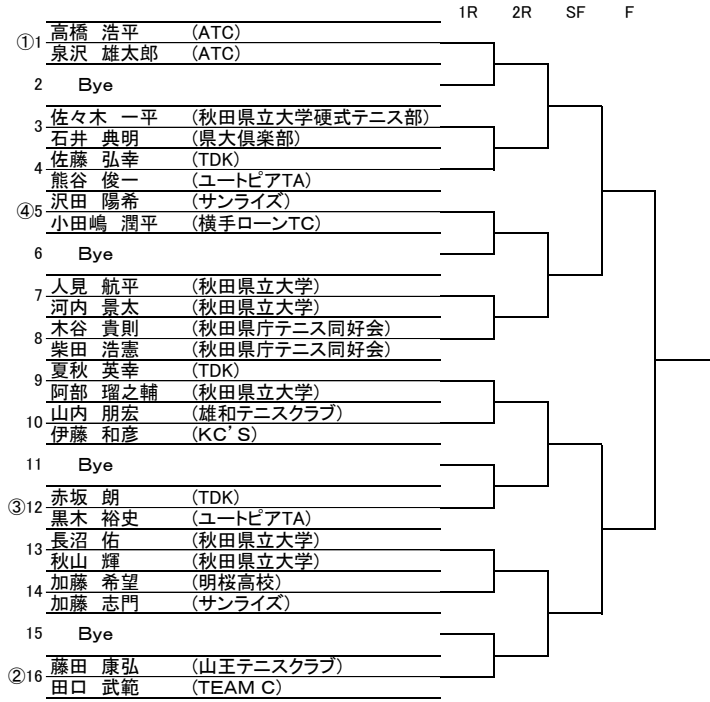 1R 2R SF F
①1 高橋 浩平 (ATC)
泉沢 雄太郎 (ATC)
2 Bye
3 佐々木 一平 (秋田県立大学硬式テニス部)
石井 典明 (県大倶楽部)
4 佐藤 弘幸 (TDK)
熊谷 俊一 (ユートピアTA)
④5 沢田 陽希 (サンライズ)
小田嶋 潤平 (横手ローンTC)
6 Bye
7 人見 航平 (秋田県立大学)
河内 景太 (秋田県立大学)
8 木谷 貴則 (秋田県庁テニス同好会)
柴田 浩憲 (秋田県庁テニス同好会)
9 夏秋 英幸 (TDK)
阿部 瑠之輔 (秋田県立大学)
10 山内 朋宏 (雄和テニスクラブ)
伊藤 和彦 (KC'S)
11 Bye
③12 赤坂 朗 (TDK)
黒木 裕史 (ユートピアTA)
13 長沼 佑 (秋田県立大学)
秋山 輝 (秋田県立大学)
14 加藤 希望 (明桜高校)
加藤 志門 (サンライズ)
15 Bye
②16 藤田 康弘 (山王テニスクラブ)
田口 武範 (TEAM C)